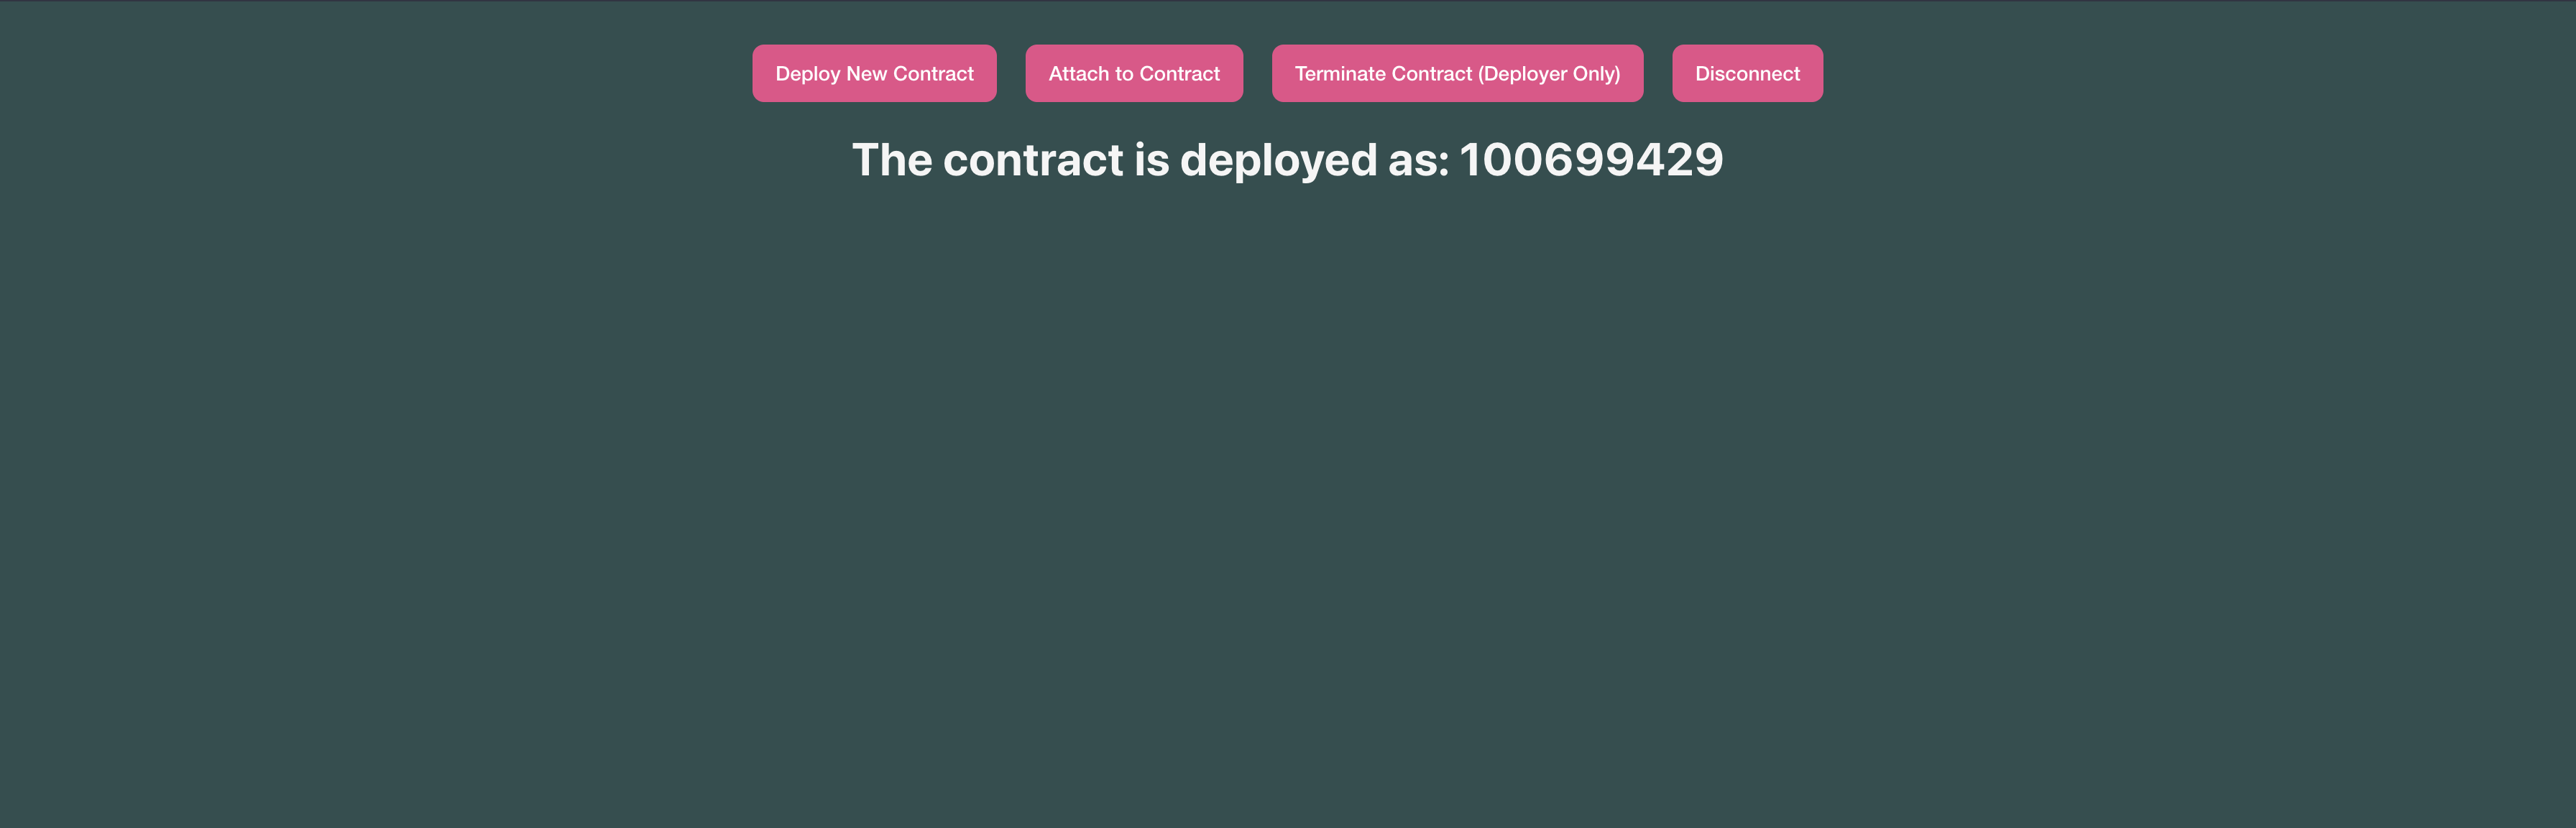 Deploy New Contract Attach to Contract Terminate Contract (Deployer Only) Disconnect
The contract is deployed as: 100699429